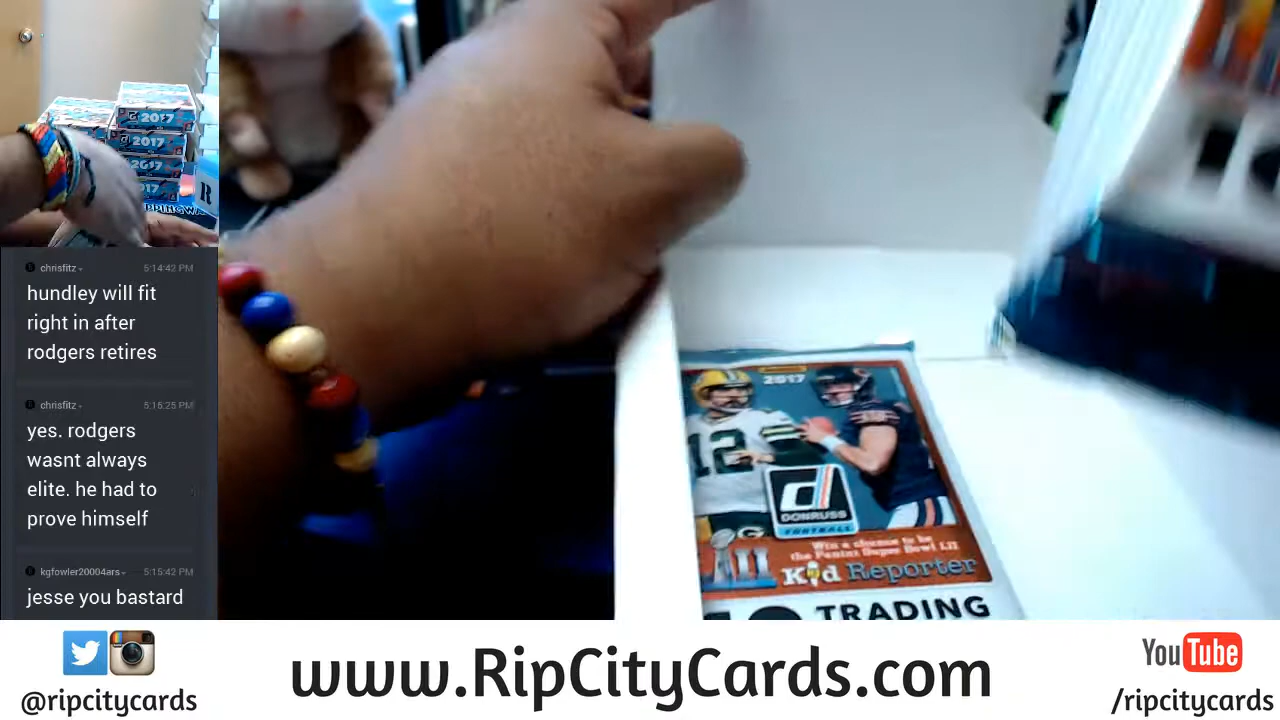 2017
2017
2017
2017
R
chrisfitz
5:14:42 PM
hundley will fit
right in after
rodgers retires
chrisfitz
5:15:25 PM
yes. rodgers
wasnt always
elite. he had to
prove himself
kgfowler20004ars
5:15:42 PM
jesse you bastard
2017
12
d
DONRUSS
FOOTBALL
G
LII
Win a chance to be
the Panini Super Bowl LII
Kid Reporter
TRADING
@ripcitycards
www.RipCityCards.com
YouTube
/ripcitycards